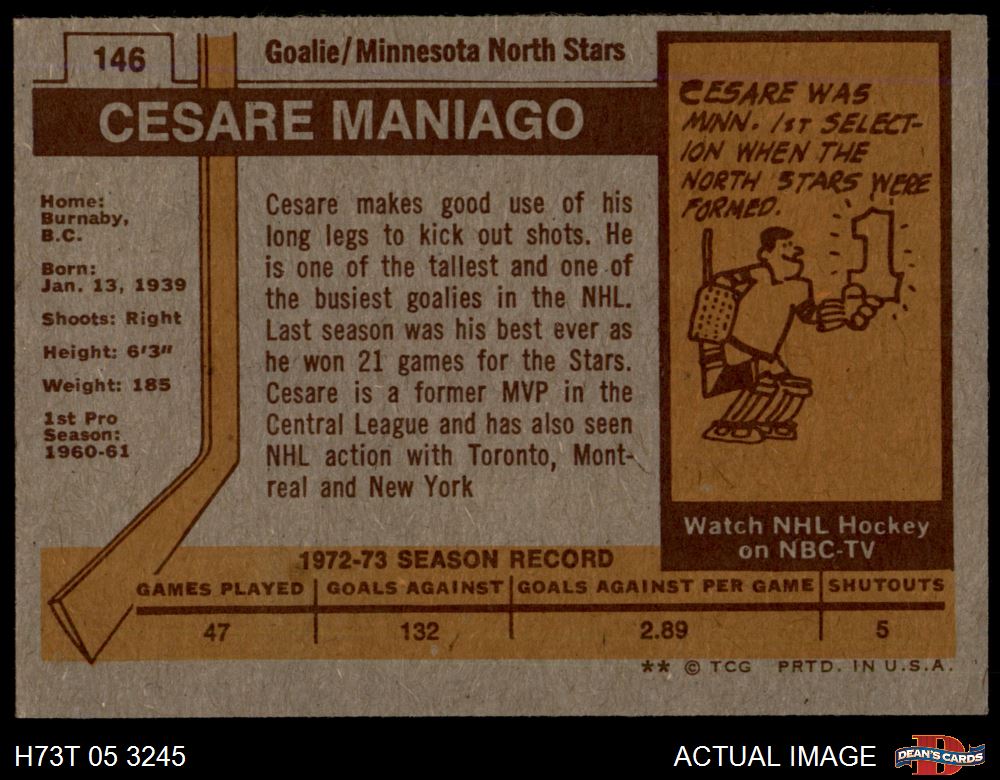 146
Goalie/Minnesota North Stars
CESARE MANIAGO
Home:
Burnaby,
B.C.
Born:
Jan. 13, 1939
Shoots: Right
Height: 6'3"
Weight: 185
1st Pro
Season:
1960-61
Cesare makes good use of his
long legs to kick out shots. He
is one of the tallest and one of
the busiest goalies in the NHL.
Last season was his best ever as
he won 21 games for the Stars.
Cesare is a former MVP in the
Central League and has also seen
NHL action with Toronto, Mont-
real and New York
CESARE WAS
MINN. 1ST SELECT-
ION WHEN THE
NORTH STARS WERE
FORMED.
1
Watch NHL Hockey
on NBC-TV
1972-73 SEASON RECORD
GAMES PLAYED GOALS AGAINST GOALS AGAINST PER GAME SHUTOUTS
47 132 2.89 5
** © TCG PRTD. IN U.S.A.
H73T 05 3245
ACTUAL IMAGE
D
DEAN'S CARDS